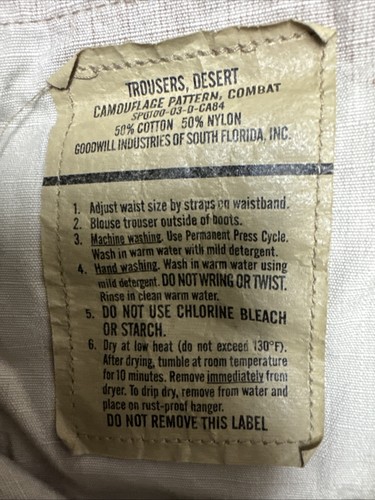 TROUSERS, DESERT
CAMOUFLAGE PATTERN, COMBAT
SPO100-03-D-CA84
50% COTTON 50% NYLON
GOODWILL INDUSTRIES OF SOUTH FLORIDA, INC.
1. Adjust waist size by straps on waistband.
2. Blouse trouser outside of boots.
3. Machine washing. Use Permanent Press Cycle.
Wash in warm water with mild detergent.
4. Hand washing. Wash in warm water using
mild detergent. DO NOT WRING OR TWIST.
Rinse in clean warm water.
5. DO NOT USE CHLORINE BLEACH
OR STARCH.
6. Dry at low heat (do not exceed 130°F).
After drying, tumble at room temperature
for 10 minutes. Remove immediately from
dryer. To drip dry, remove from water and
place on rust-proof hanger.
DO NOT REMOVE THIS LABEL